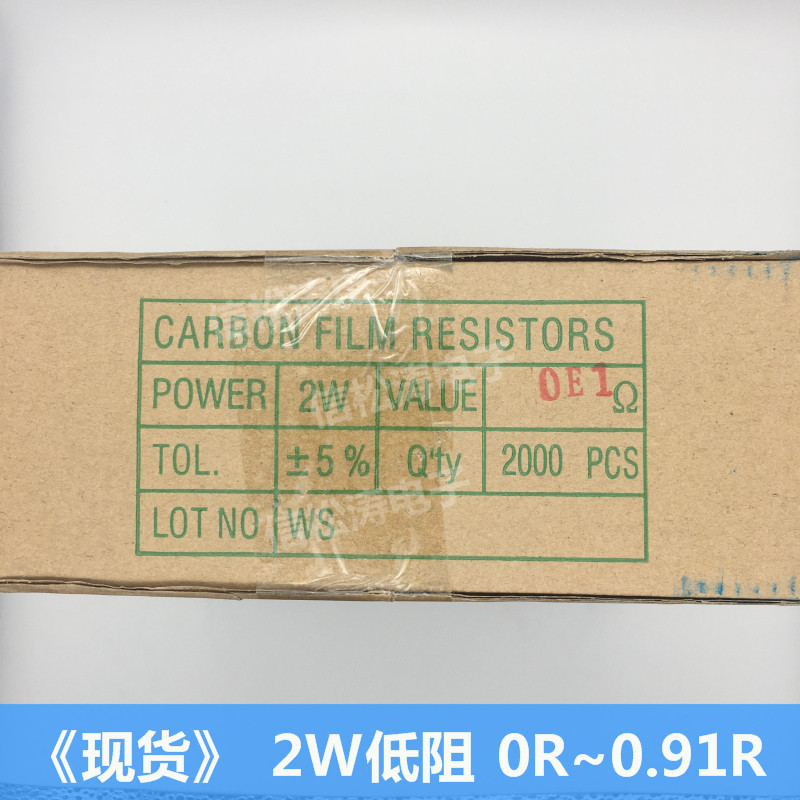 CARBON FILM RESISTORS
POWER 2W VALUE 0E1 Ω
TOL. ±5% Q'ty 2000 PCS
LOT NO WS
《现货》 2W低阻 0R~0.91R